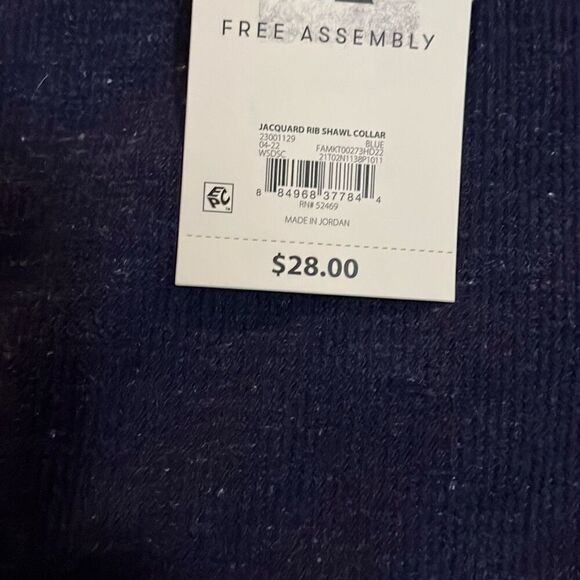 FREE ASSEMBLY
JACQUARD RIB SHAWL COLLAR
23001129 BLUE
04-22 FAMKT00273HD22
WSDSC 21T02N1138P1011
8 84968 37784 4
RN# 52469
MADE IN JORDAN
EPC
$28.00